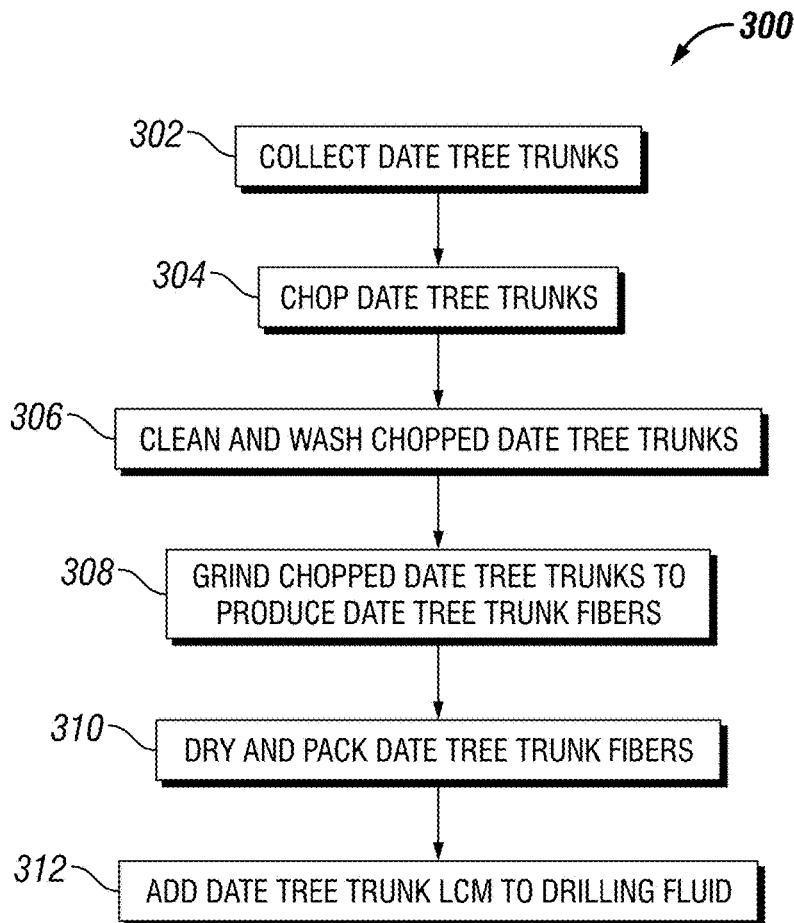 300
302
COLLECT DATE TREE TRUNKS
304
CHOP DATE TREE TRUNKS
306
CLEAN AND WASH CHOPPED DATE TREE TRUNKS
308
GRIND CHOPPED DATE TREE TRUNKS TO
PRODUCE DATE TREE TRUNK FIBERS
310
DRY AND PACK DATE TREE TRUNK FIBERS
312
ADD DATE TREE TRUNK LCM TO DRILLING FLUID